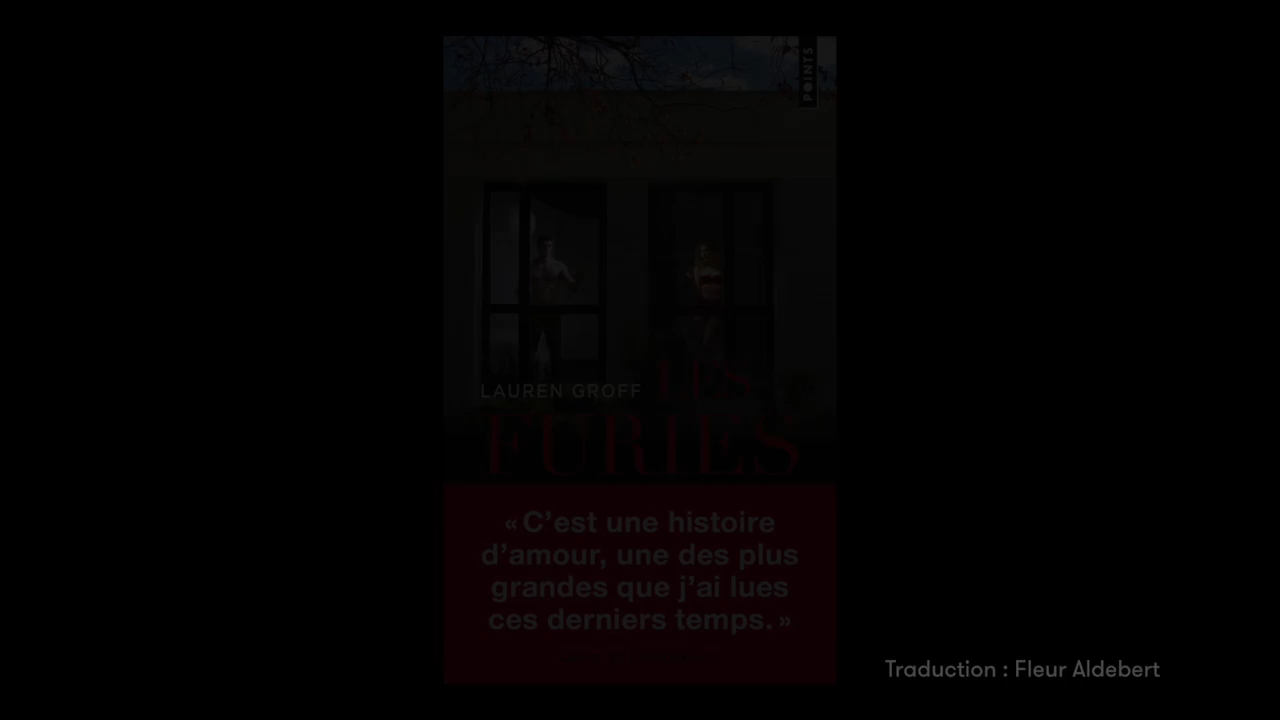 POINTS
LAUREN GROFF
LES
FURIES
« C’est une histoire
d’amour, une des plus
grandes que j’ai lues
ces derniers temps. »
Traduction : Fleur Aldebert